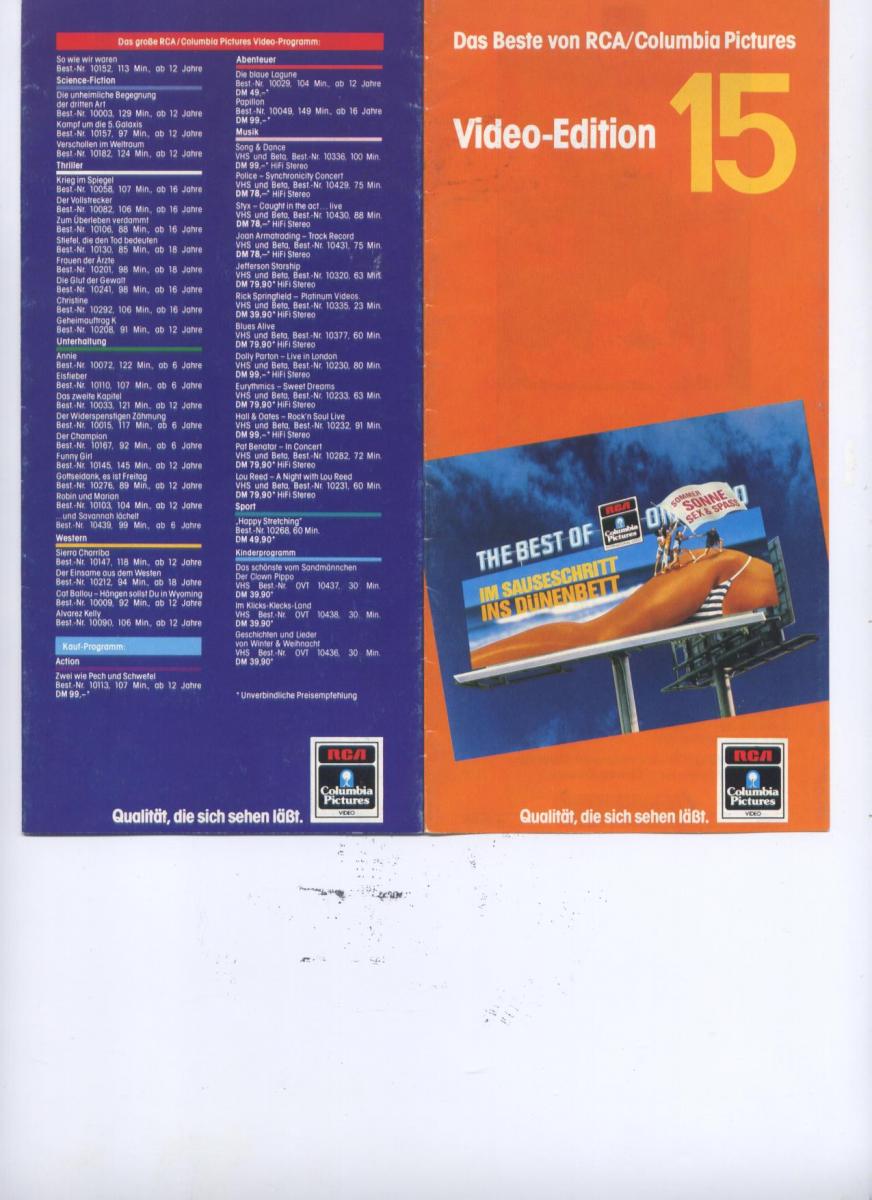 Das große RCA/Columbia Pictures Video-Programm:
So wie wir waren
Best.-Nr. 10152, 113 Min., ab 12 Jahre
Science-Fiction
Die unheimliche Begegnung
der dritten Art
Best.-Nr. 10003, 129 Min., ab 12 Jahre
Kampf um die 5. Galaxis
Best.-Nr. 10157, 97 Min., ab 12 Jahre
Verschollen im Weltraum
Best.-Nr. 10182, 124 Min., ab 12 Jahre
Thriller
Krieg im Spiegel
Best.-Nr. 10058, 107 Min., ab 16 Jahre
Der Vollstrecker
Best.-Nr. 10082, 106 Min., ab 16 Jahre
Zum Überleben verdammt
Best.-Nr. 10106, 88 Min., ab 16 Jahre
Stiefel, die den Tod bedeuten
Best.-Nr. 10130, 85 Min., ab 18 Jahre
Frauen der Ärzte
Best.-Nr. 10201, 98 Min., ab 18 Jahre
Die Glut der Gewalt
Best.-Nr. 10241, 98 Min., ab 16 Jahre
Christine
Best.-Nr. 10292, 106 Min., ab 16 Jahre
Geheimauftrag K
Best.-Nr. 10208, 91 Min., ab 12 Jahre
Unterhaltung
Annie
Best.-Nr. 10072, 122 Min., ab 6 Jahre
Eisfieber
Best.-Nr. 10110, 107 Min., ab 6 Jahre
Das zweite Kapitel
Best.-Nr. 10033, 121 Min., ab 12 Jahre
Der Widerspenstigen Zähmung
Best.-Nr. 10015, 117 Min., ab 6 Jahre
Der Champion
Best.-Nr. 10167, 92 Min., ab 6 Jahre
Funny Girl
Best.-Nr. 10145, 145 Min., ab 12 Jahre
Gottseidank, es ist Freitag
Best.-Nr. 10276, 89 Min., ab 12 Jahre
Robin und Marian
Best.-Nr. 10103, 104 Min., ab 12 Jahre
...und Savannah lächelt
Best.-Nr. 10439, 99 Min., ab 6 Jahre
Western
Sierra Charriba
Best.-Nr. 10147, 118 Min., ab 12 Jahre
Der Einsame aus dem Westen
Best.-Nr. 10212, 94 Min., ab 18 Jahre
Cat Ballou – Hängen sollst Du in Wyoming
Best.-Nr. 10009, 92 Min., ab 12 Jahre
Alvarez Kelly
Best.-Nr. 10090, 106 Min., ab 12 Jahre
Kauf-Programm:
Action
Zwei wie Pech und Schwefel
Best.-Nr. 10113, 107 Min., ab 12 Jahre
DM 99,–*
Abenteuer
Die blaue Lagune
Best.-Nr. 10029, 104 Min., ab 12 Jahre
DM 49,–*
Papillon
Best.-Nr. 10049, 149 Min., ab 16 Jahre
DM 99,–*
Musik
Song & Dance
VHS und Beta, Best.-Nr. 10336, 100 Min.
DM 99,–* HiFi Stereo
Police – Synchronicity Concert
VHS und Beta, Best.-Nr. 10429, 75 Min.
DM 78,–* HiFi Stereo
Styx – Caught in the act... live
VHS und Beta, Best.-Nr. 10430, 88 Min.
DM 78,–* HiFi Stereo
Joan Armatrading – Track Record
VHS und Beta, Best.-Nr. 10431, 75 Min.
DM 78,–* HiFi Stereo
Jefferson Starship
VHS und Beta, Best.-Nr. 10320, 63 Min.
DM 79,90* HiFi Stereo
Rick Springfield – Platinum Videos.
VHS und Beta, Best.-Nr. 10335, 23 Min.
DM 39,90* HiFi Stereo
Blues Alive
VHS und Beta, Best.-Nr. 10377, 60 Min.
DM 79,90* HiFi Stereo
Dolly Parton – Live in London
VHS und Beta, Best.-Nr. 10230, 80 Min.
DM 99,–* HiFi Stereo
Eurythmics – Sweet Dreams
VHS und Beta, Best.-Nr. 10233, 63 Min.
DM 79,90* HiFi Stereo
Hall & Oates – Rock'n Soul Live
VHS und Beta, Best.-Nr. 10232, 91 Min.
DM 99,–* HiFi Stereo
Pat Benatar – In Concert
VHS und Beta, Best.-Nr. 10282, 72 Min.
DM 79,90* HiFi Stereo
Lou Reed – A Night with Lou Reed
VHS und Beta, Best.-Nr. 10231, 60 Min.
DM 79,90* HiFi Stereo
Sport
„Happy Stretching"
Best.-Nr. 10268, 60 Min.
DM 49,90*
Kinderprogramm
Das schönste vom Sandmännchen
Der Clown Pippo
VHS Best.-Nr. OVT 10437, 30 Min.
DM 39,90*
Im Klicks-Klecks-Land
VHS Best.-Nr. OVT 10438, 30 Min.
DM 39,90*
Geschichten und Lieder
von Winter & Weihnacht
VHS Best.-Nr. OVT 10436, 30 Min.
DM 39,90*
* Unverbindliche Preisempfehlung
Qualität, die sich sehen läßt.
RCA
Columbia
Pictures
VIDEO
Das Beste von RCA/Columbia Pictures
Video-Edition 15
THE BEST OF
RCA
Columbia
Pictures
SOMMER
SONNE
SEX & SPASS
IM SAUSESCHRITT
INS DÜNENBETT
Qualität, die sich sehen läßt.
RCA
Columbia
Pictures
VIDEO